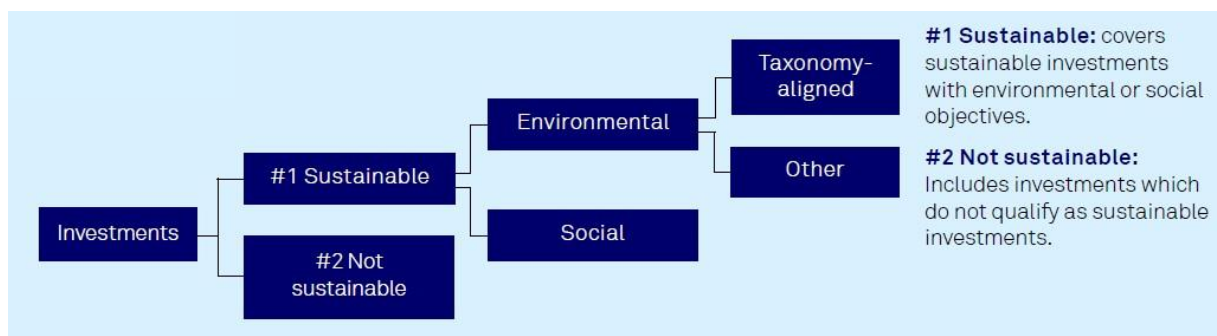 Investments
#1 Sustainable
#2 Not
sustainable
Environmental
Social
Taxonomy-
aligned
Other
#1 Sustainable: covers
sustainable investments
with environmental or social
objectives.
#2 Not sustainable:
Includes investments which
do not qualify as sustainable
investments.